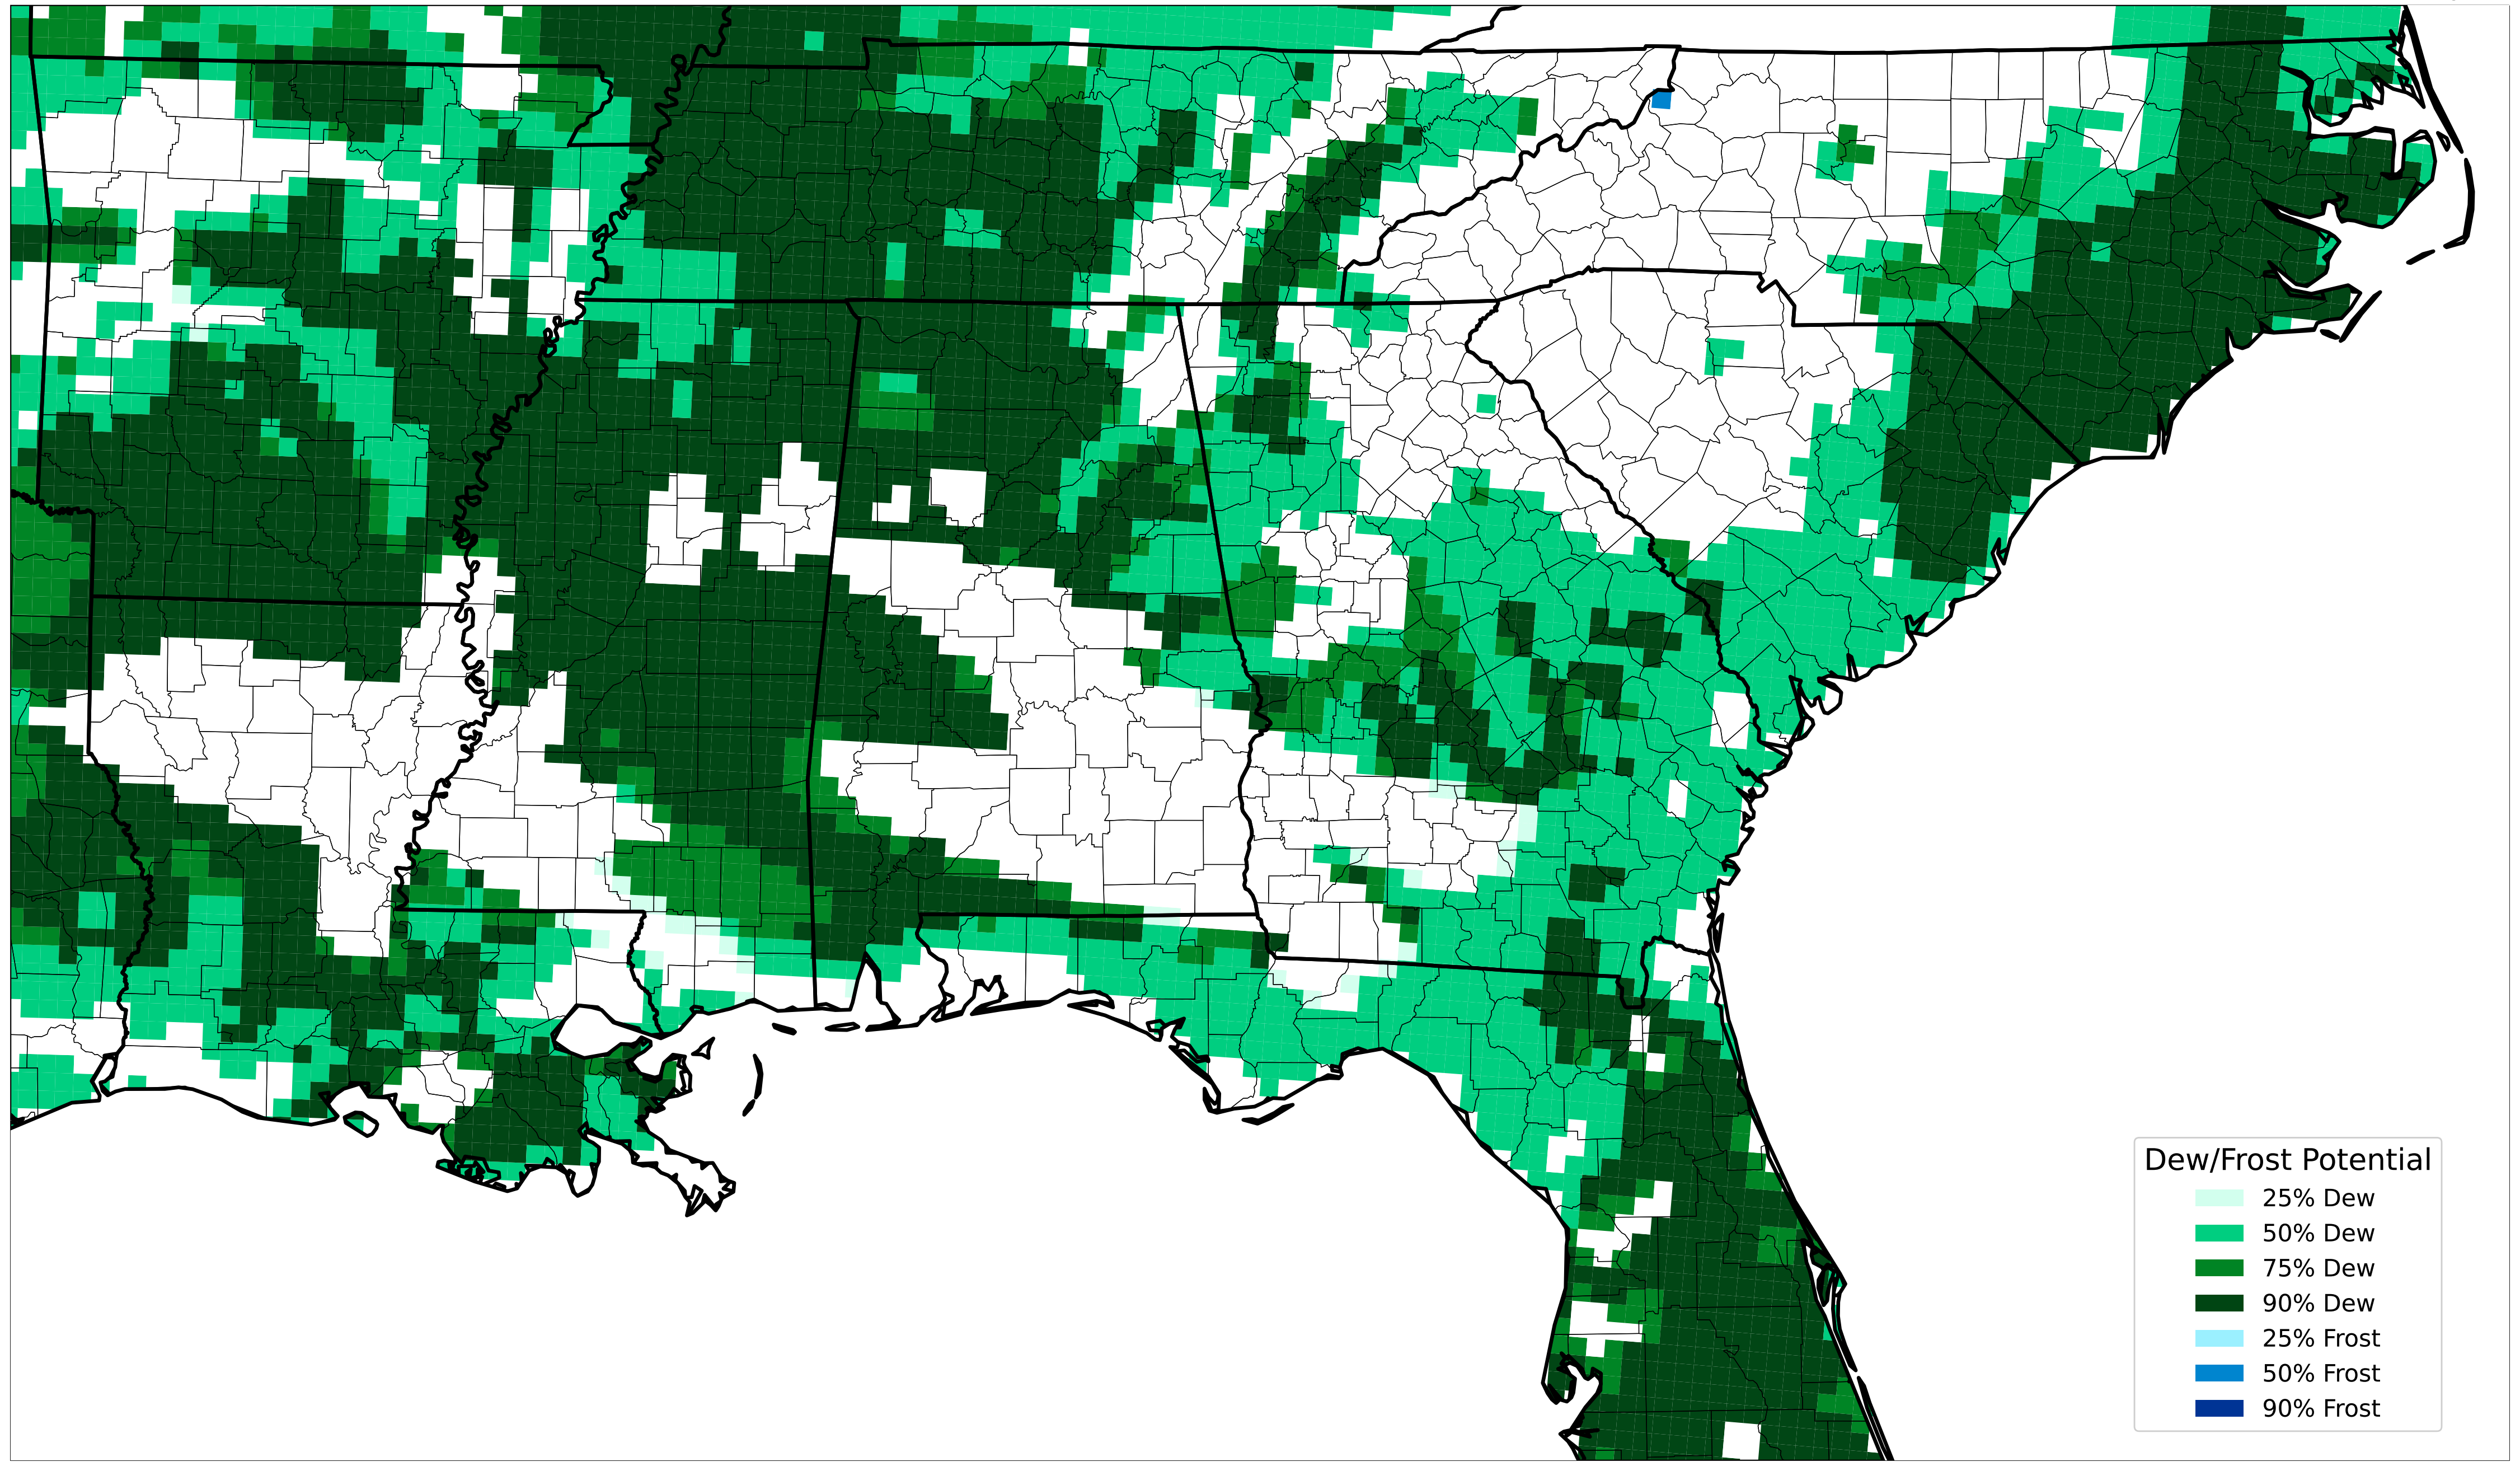 Dew/Frost Potential
25% Dew
50% Dew
75% Dew
90% Dew
25% Frost
50% Frost
90% Frost